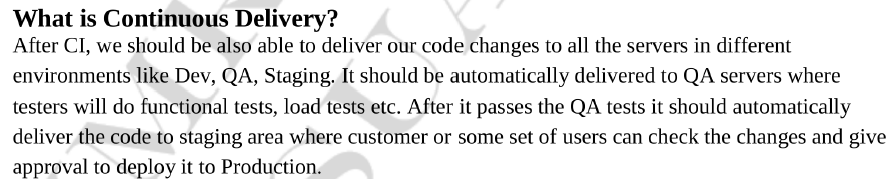 What is Continuous Delivery?
After CI, we should be also able to deliver our code changes to all the servers in different
environments like Dev, QA, Staging. It should be automatically delivered to QA servers where
testers will do functional tests, load tests etc. After it passes the QA tests it should automatically
deliver the code to staging area where customer or some set of users can check the changes and give
approval to deploy it to Production.